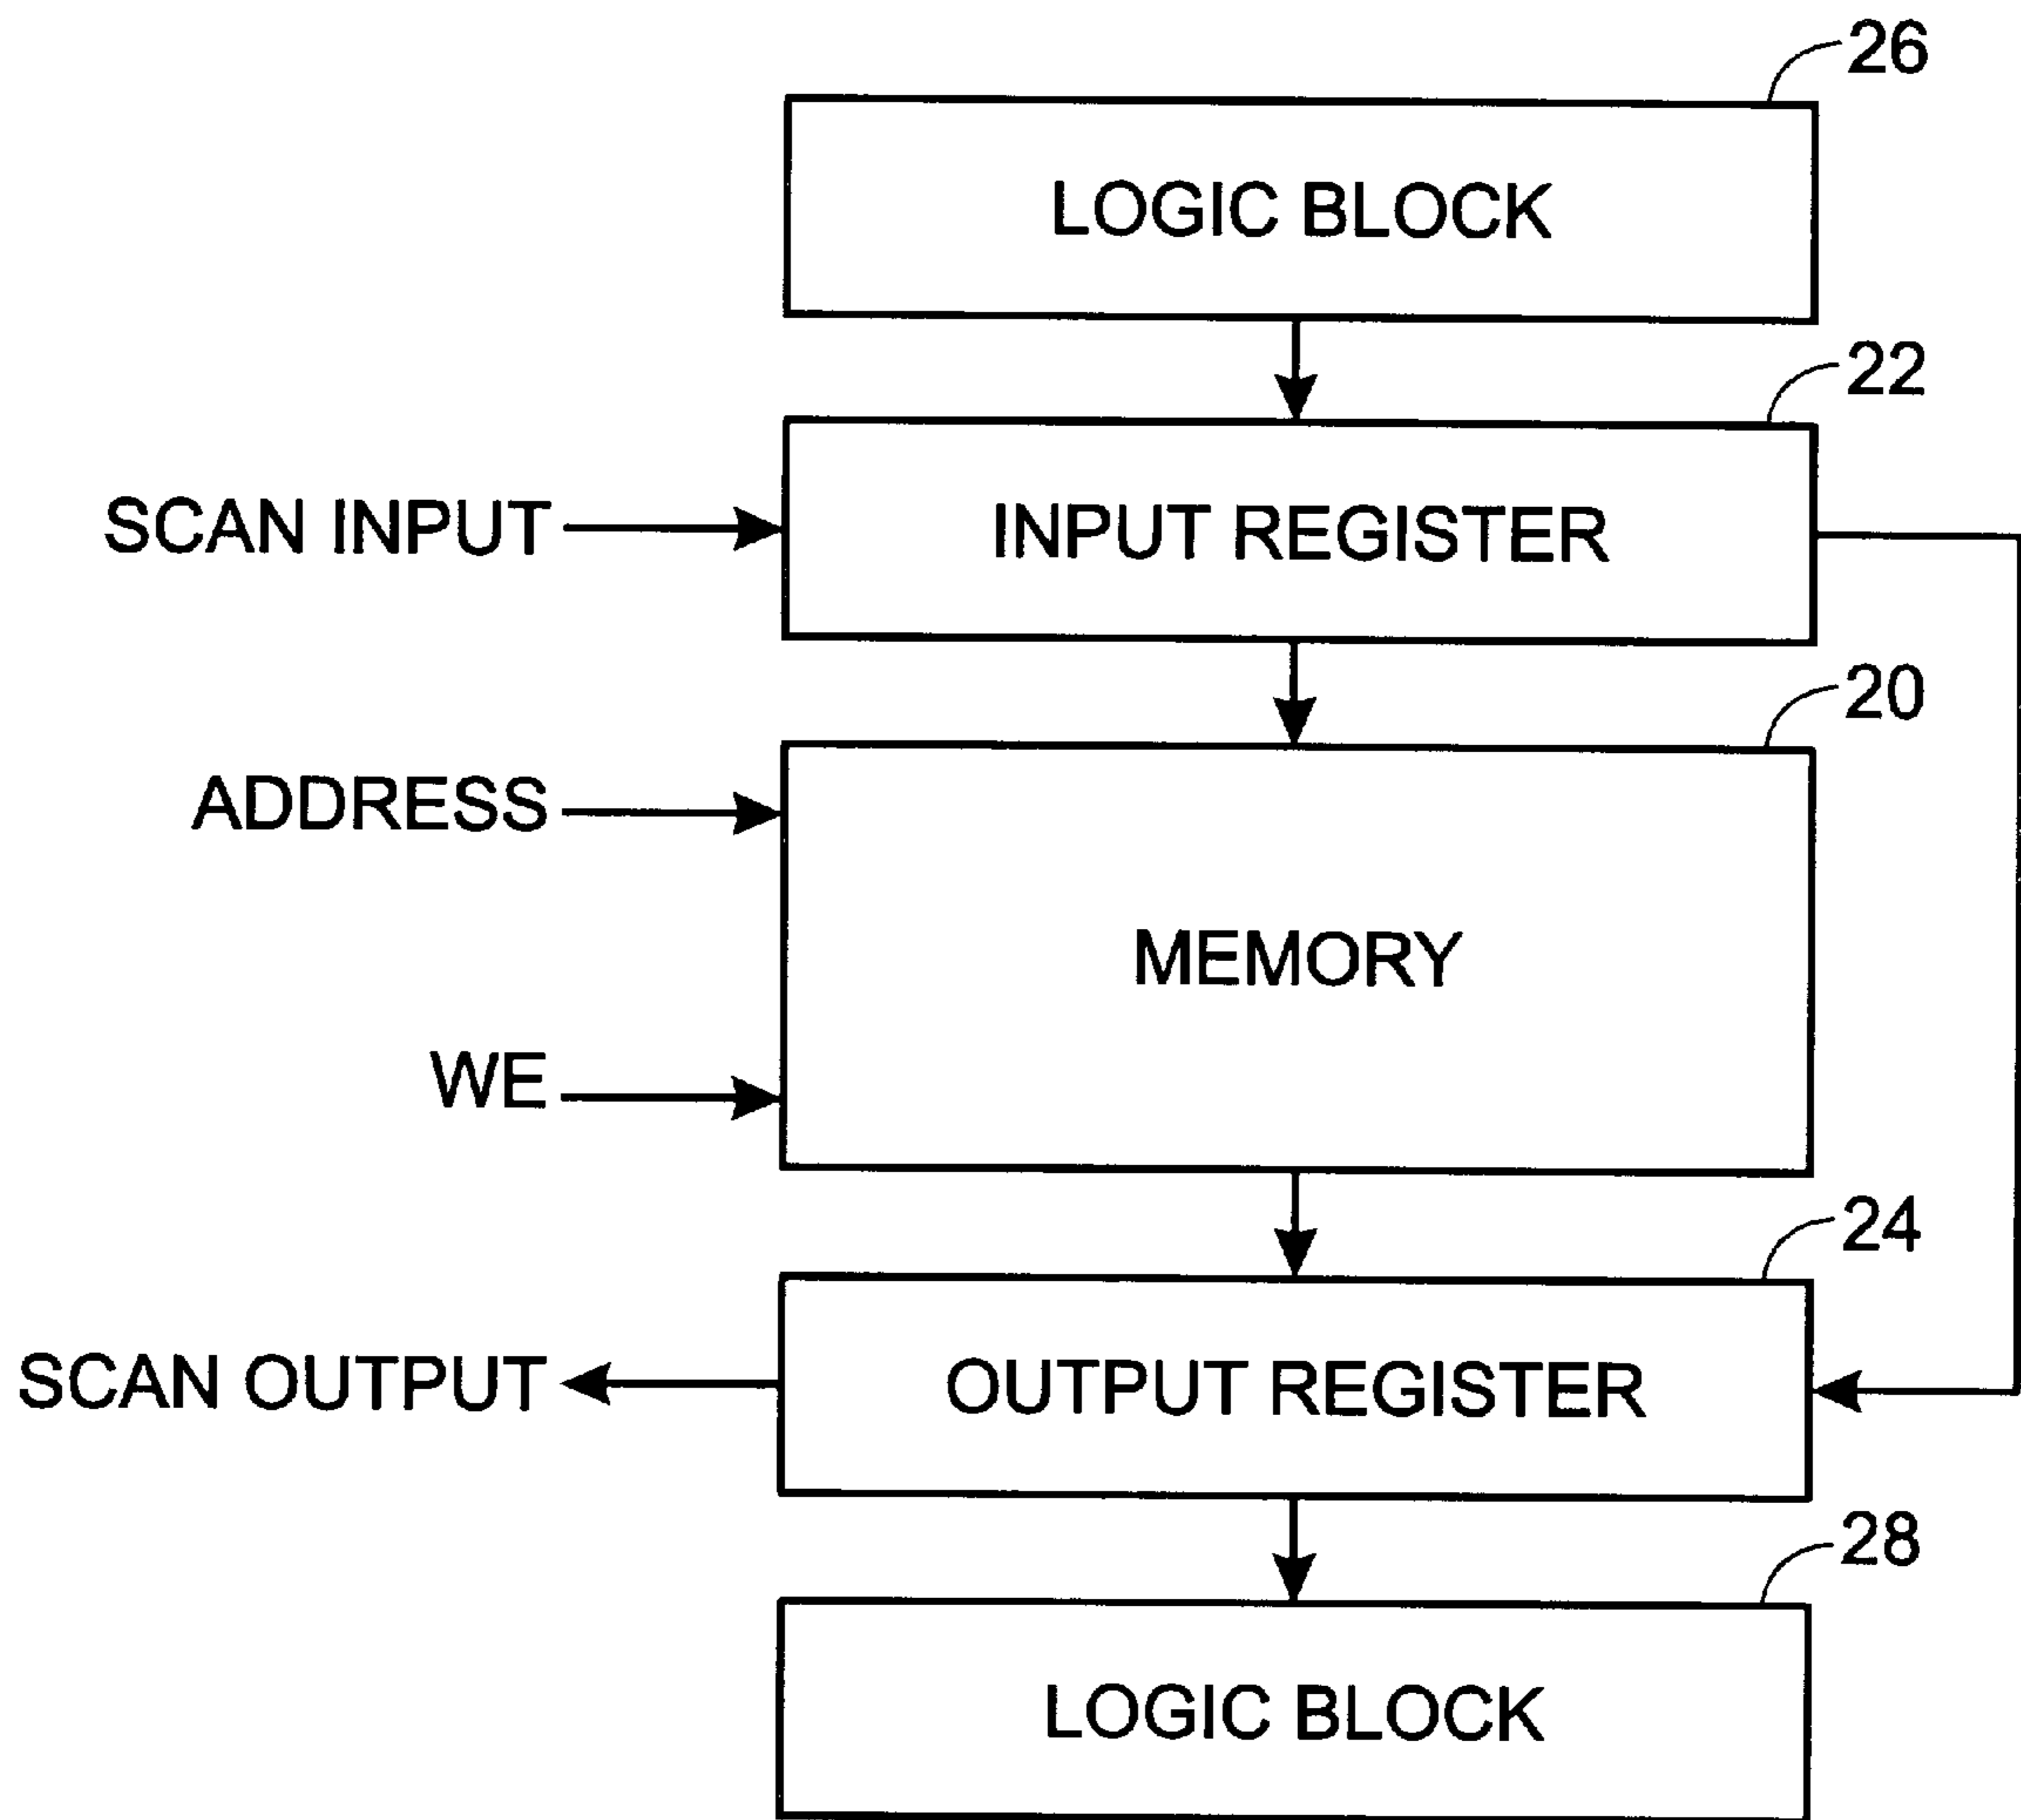 26
LOGIC BLOCK
22
SCAN INPUT
INPUT REGISTER
20
ADDRESS
MEMORY
WE
24
SCAN OUTPUT
OUTPUT REGISTER
28
LOGIC BLOCK